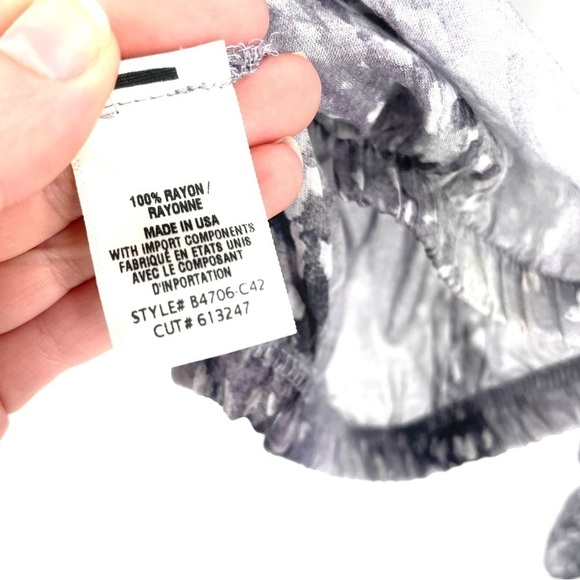 100% RAYON /
RAYONNE
MADE IN USA
WITH IMPORT COMPONENTS
FABRIQUÉ EN ETATS UNIS
AVEC LE COMPOSANT
D'INPORTATION
STYLE# B4706-C42
CUT# 613247